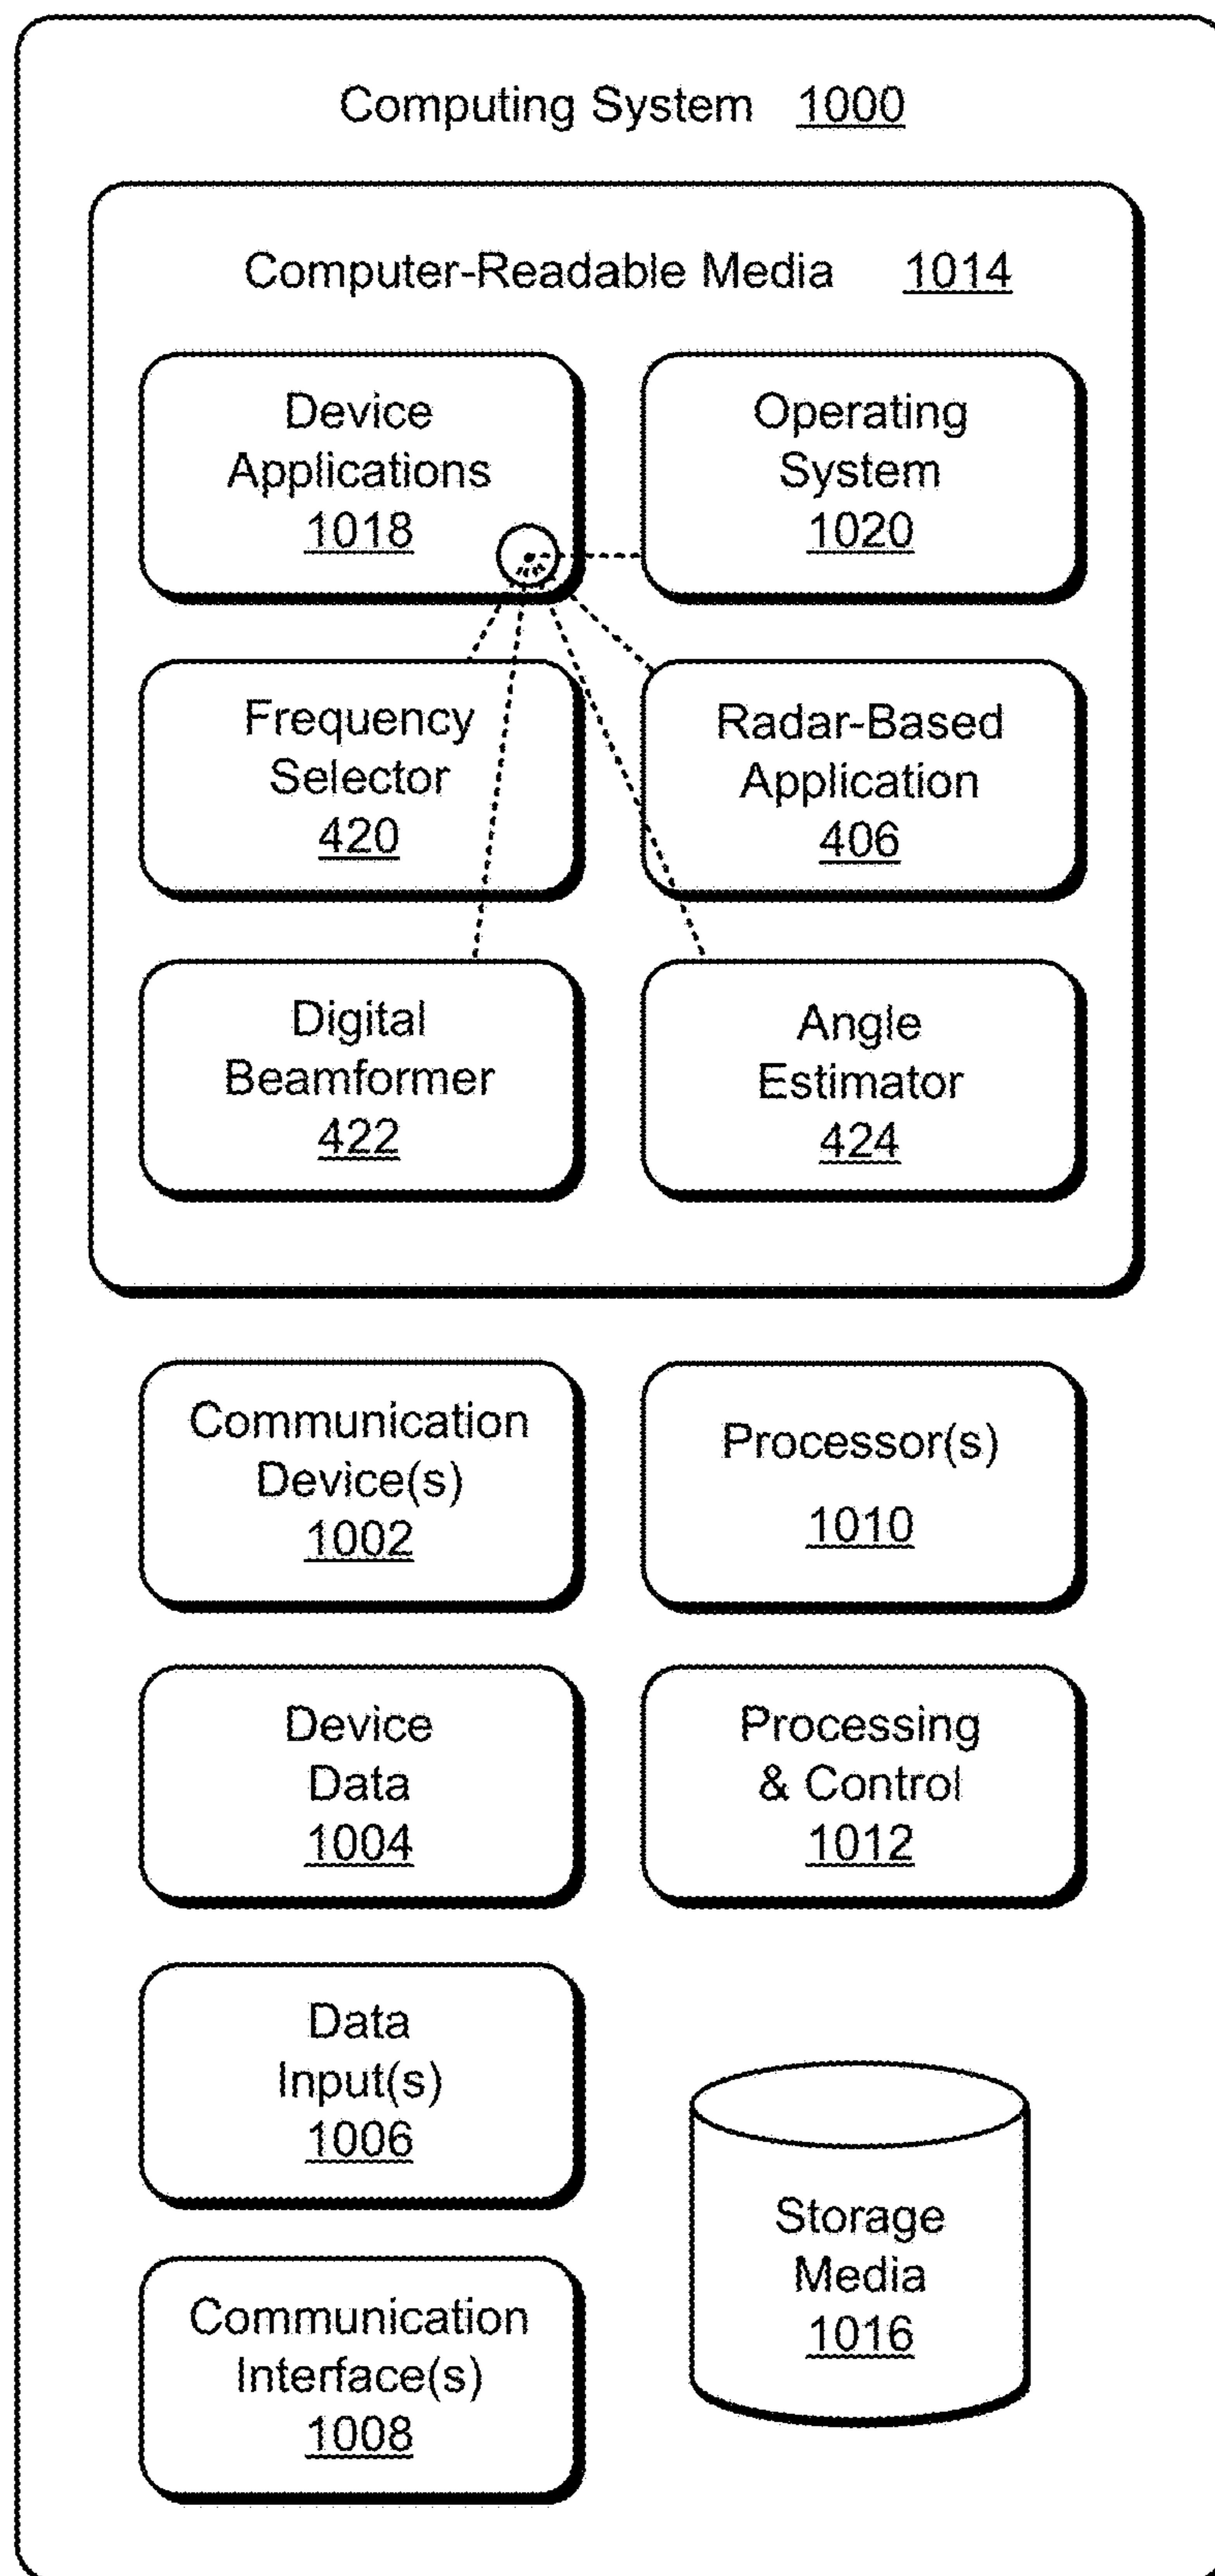 Computing System 1000
Computer-Readable Media 1014
Device
Applications
1018
Operating
System
1020
Frequency
Selector
420
Radar-Based
Application
406
Digital
Beamformer
422
Angle
Estimator
424
Communication
Device(s)
1002
Processor(s)
1010
Device
Data
1004
Processing
& Control
1012
Data
Input(s)
1006
Storage
Media
1016
Communication
Interface(s)
1008